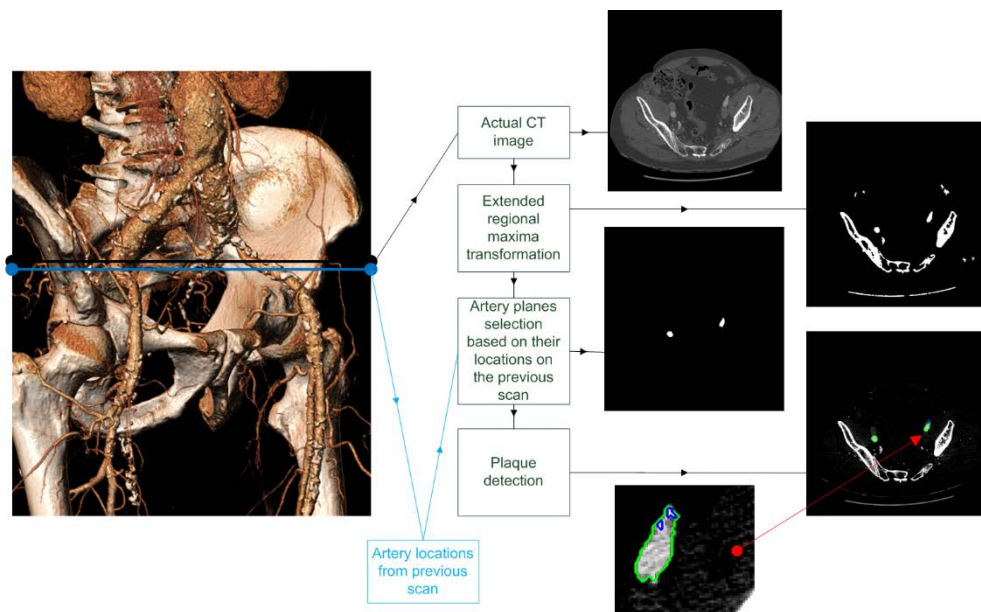 Actual CT
image
Extended
regional
maxima
transformation
Artery planes
selection
based on their
locations on
the previous
scan
Plaque
detection
Artery locations
from previous
scan